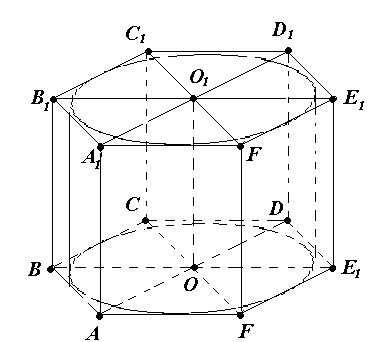 C₁ D₁
O₁
B₁ E₁
A₁ F
C D
B O E₁
A F